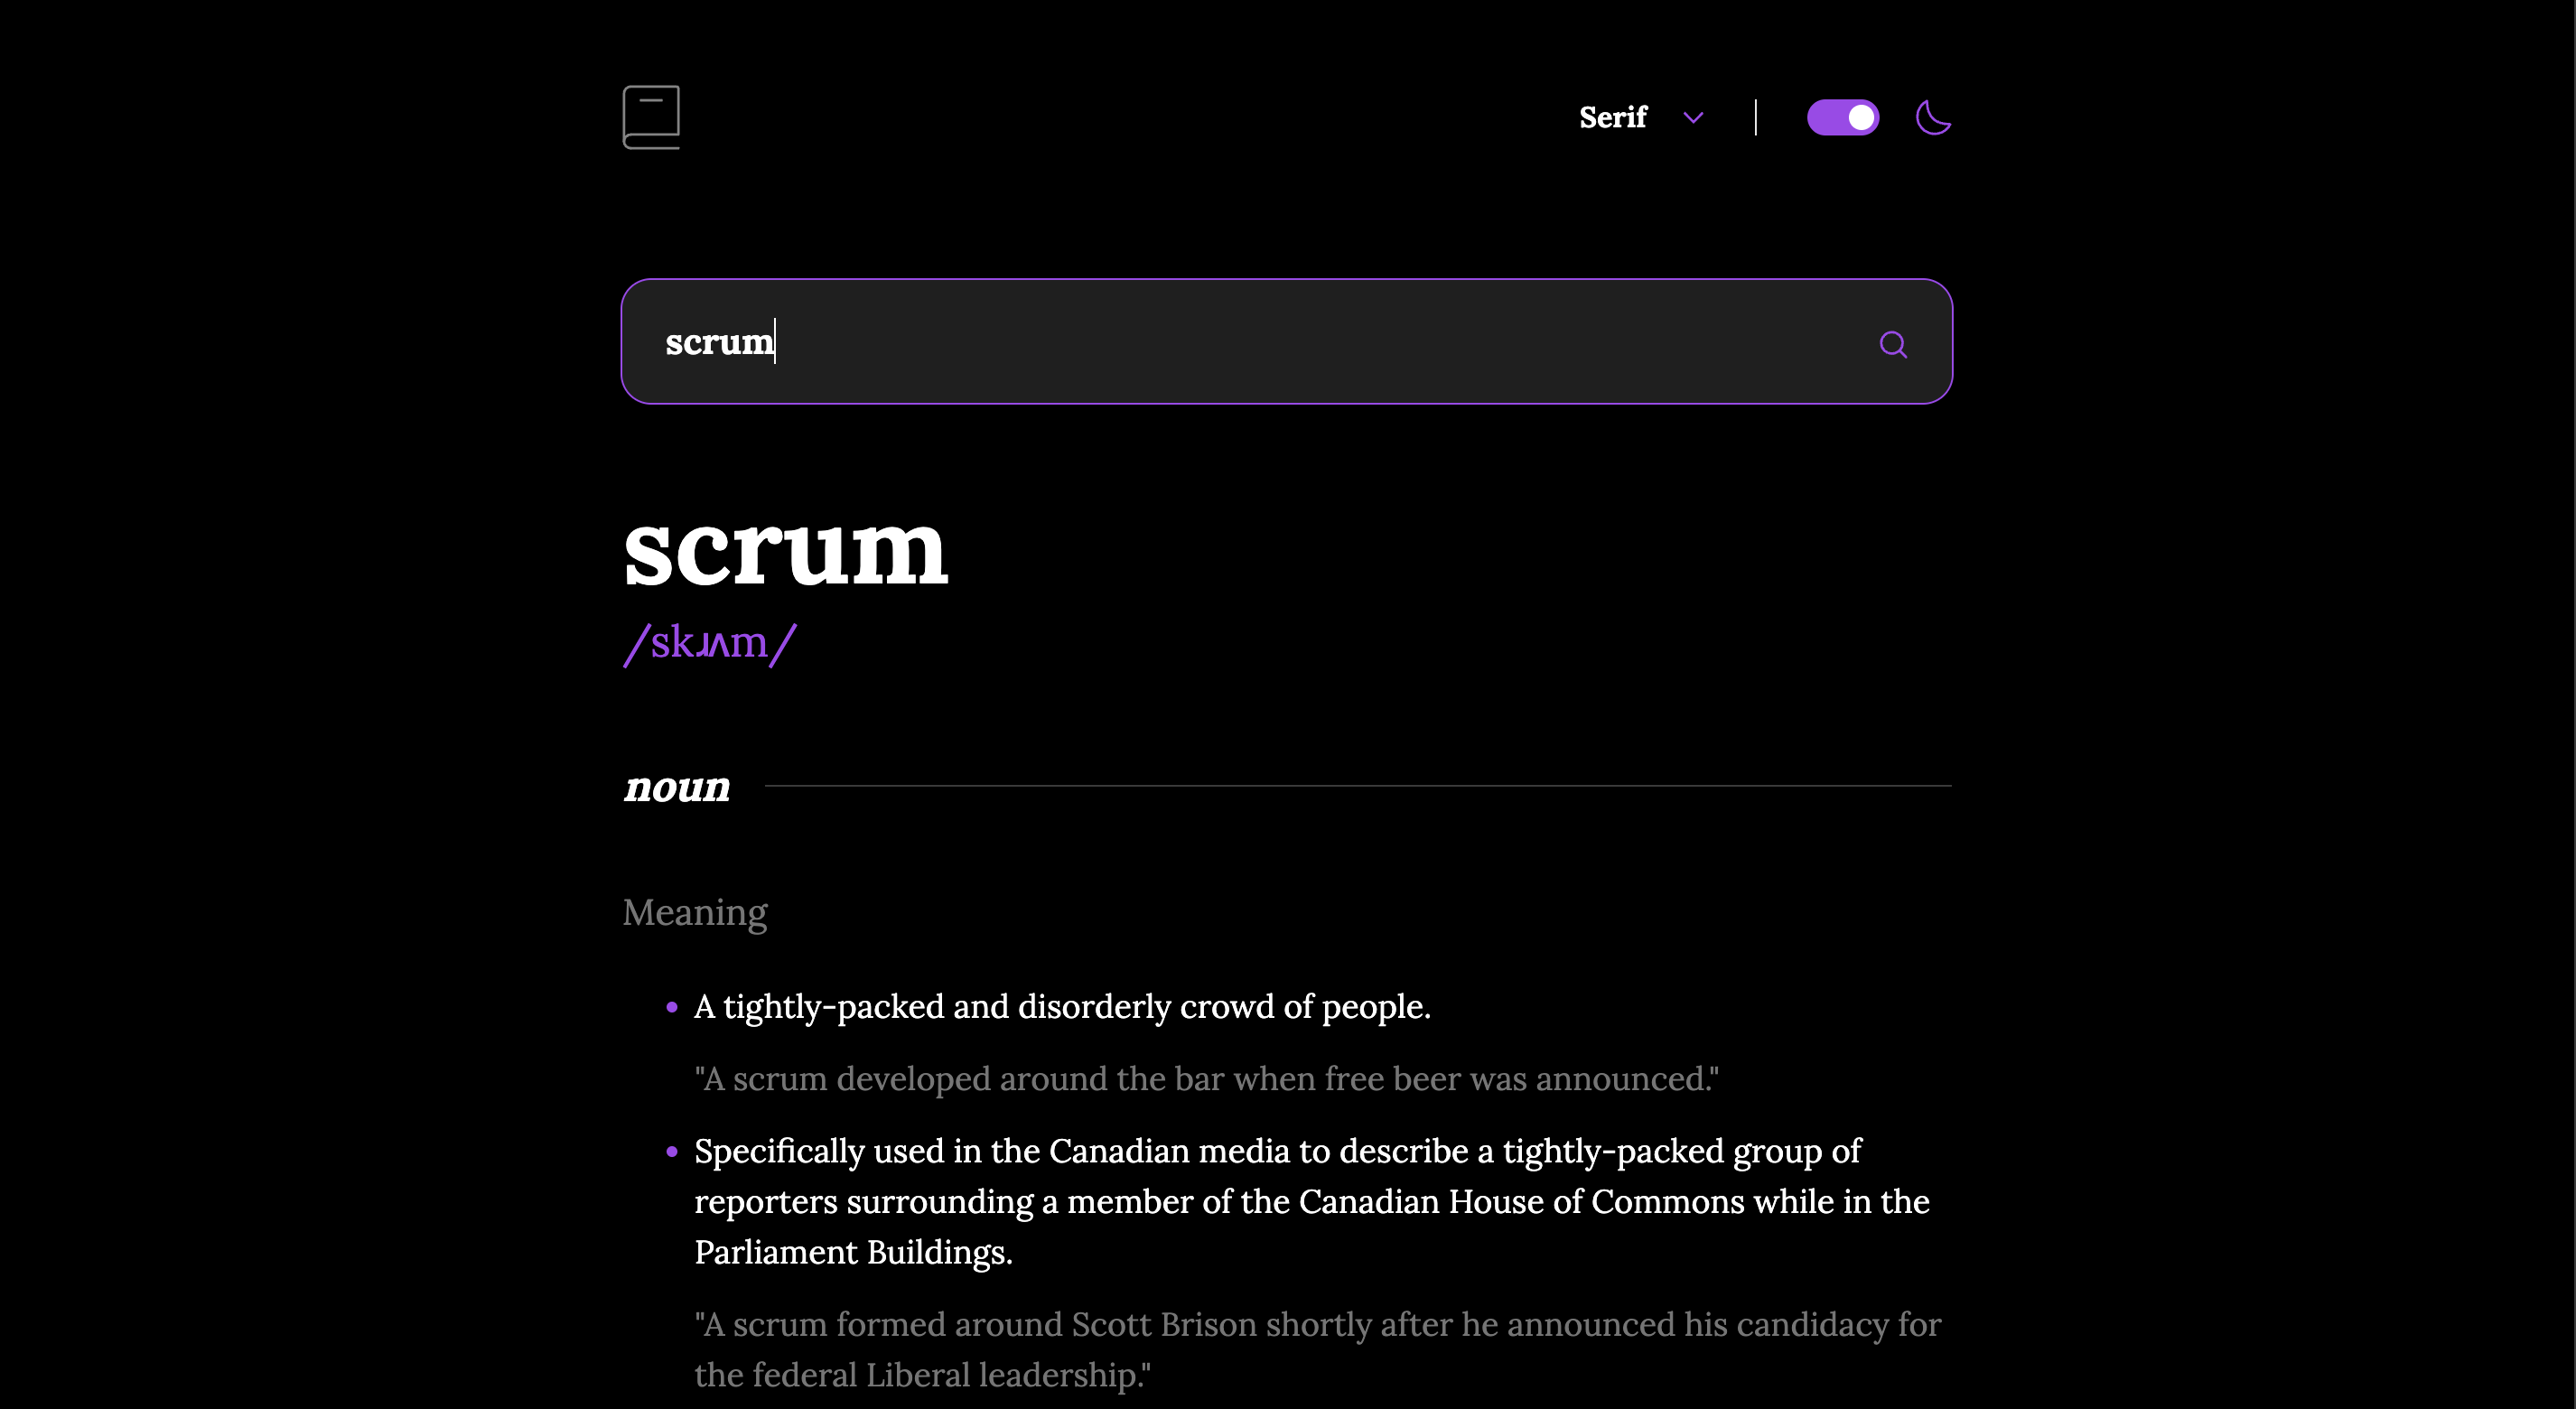 Serif
scrum
scrum
/skɹʌm/
noun
Meaning
A tightly-packed and disorderly crowd of people.
"A scrum developed around the bar when free beer was announced."
Specifically used in the Canadian media to describe a tightly-packed group of
reporters surrounding a member of the Canadian House of Commons while in the
Parliament Buildings.
"A scrum formed around Scott Brison shortly after he announced his candidacy for
the federal Liberal leadership."